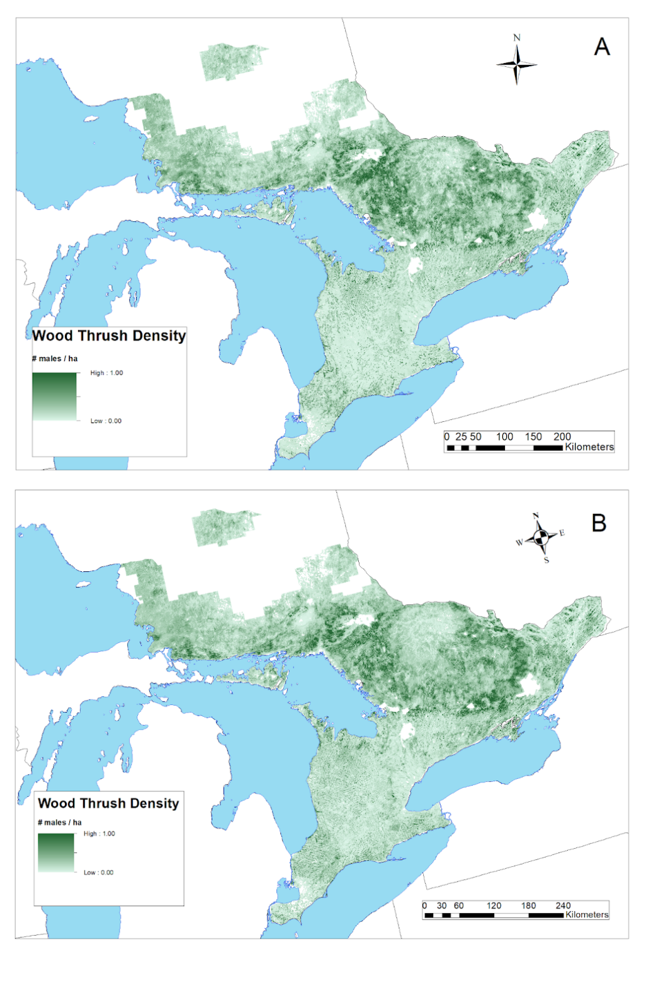 N
A
Wood Thrush Density
# males / ha
High : 1.00
Low : 0.00
0 25 50 100 150 200
Kilometers
N
W E
S
B
Wood Thrush Density
# males / ha
High : 1.00
Low : 0.00
0 30 60 120 180 240
Kilometers